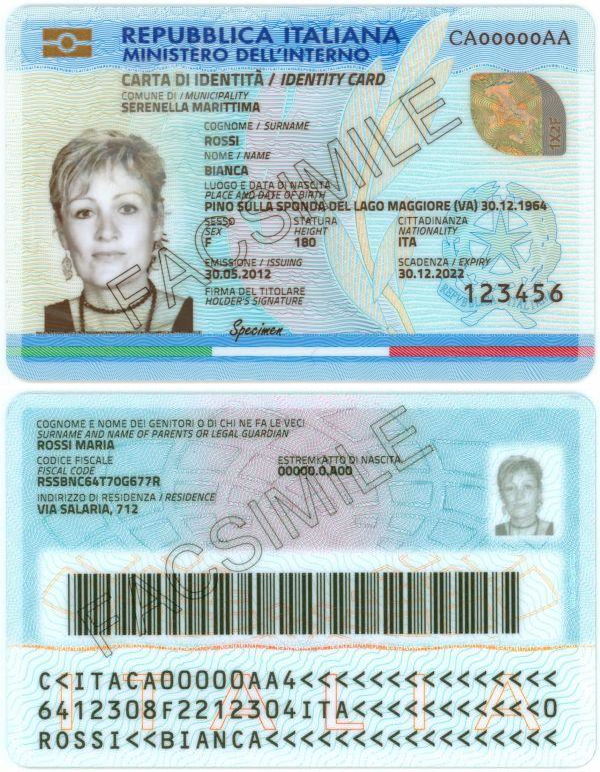 REPUBBLICA ITALIANA
MINISTERO DELL'INTERNO
CA00000AA
CARTA DI IDENTITÀ / IDENTITY CARD
COMUNE DI / MUNICIPALITY
SERENELLA MARITTIMA
COGNOME / SURNAME
ROSSI
NOME / NAME
BIANCA
LUOGO E DATA DI NASCITA
PLACE AND DATE OF BIRTH
PINO SULLA SPONDA DEL LAGO MAGGIORE (VA) 30.12.1964
SESSO STATURA CITTADINANZA
SEX HEIGHT NATIONALITY
F 180 ITA
EMISSIONE / ISSUING SCADENZA / EXPIRY
30.05.2012 30.12.2022
FIRMA DEL TITOLARE
HOLDER'S SIGNATURE
123456
Specimen
1X2F
FACSIMILE
COGNOME E NOME DEI GENITORI O DI CHI NE FA LE VECI
SURNAME AND NAME OF PARENTS OR LEGAL GUARDIAN
ROSSI MARIA
CODICE FISCALE ESTREMI ATTO DI NASCITA
FISCAL CODE 00000.0.A00
RSSBNC64T70G677R
INDIRIZZO DI RESIDENZA / RESIDENCE
VIA SALARIA, 712
FACSIMILE
ITALIA
C<ITACA00000AA4<<<<<<<<<<<<<<<
6412308F2212304ITA<<<<<<<<<<<0
ROSSI<<BIANCA<<<<<<<<<<<<<<<<<